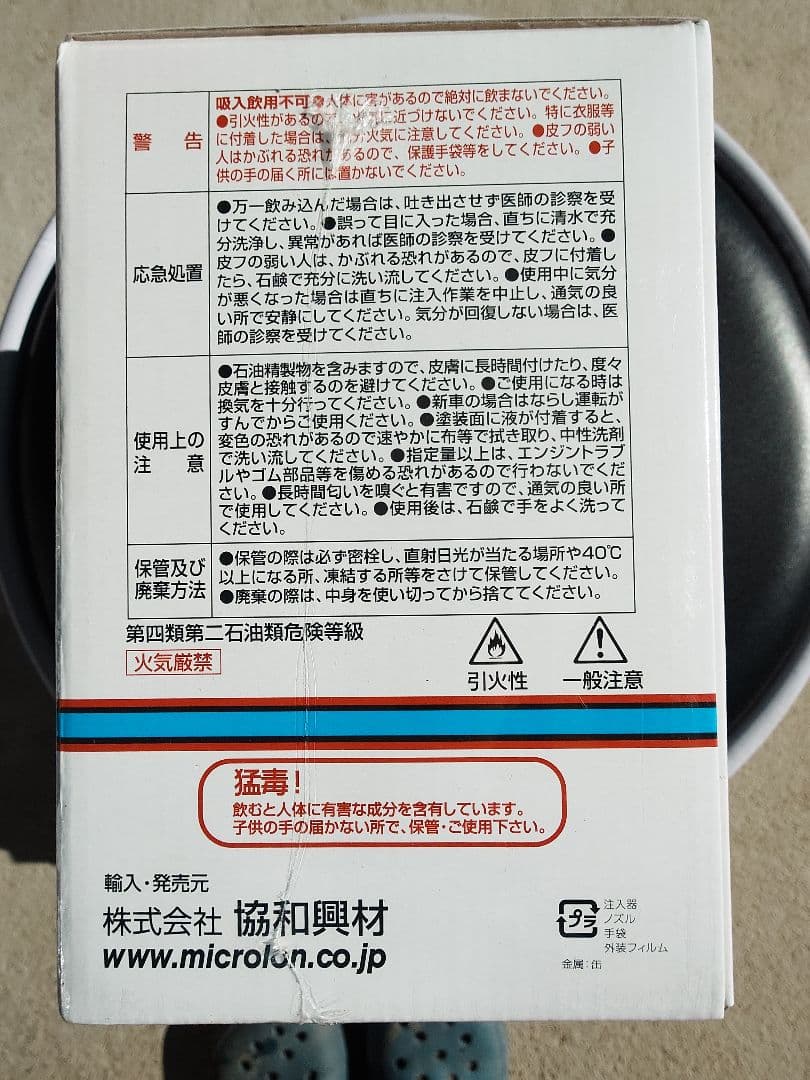 警告
吸入飲用不可●人体に害があるので絶対に飲まないでください。
●引火性があるので、火気に近づけないでください。特に衣服等
に付着した場合は、火気に注意してください。●皮フの弱い
人はかぶれる恐れがあるので、保護手袋等をしてください。●子
供の手の届く所には置かないでください。
応急処置
●万一飲み込んだ場合は、吐き出させず医師の診察を受
けてください。●誤って目に入った場合、直ちに清水で充
分洗浄し、異常があれば医師の診察を受けてください。●
皮フの弱い人は、かぶれる恐れがあるので、皮フに付着し
たら、石鹸で充分に洗い流してください。●使用中に気分
が悪くなった場合は直ちに注入作業を中止し、通気の良
い所で安静にしてください。気分が回復しない場合は、医
師の診察を受けてください。
使用上の
注意
●石油精製物を含みますので、皮膚に長時間付けたり、度々
皮膚と接触するのを避けてください。●ご使用になる時は
換気を十分行ってください。●新車の場合はならし運転が
すんでからご使用ください。●塗装面に液が付着すると、
変色の恐れがあるので速やかに布等で拭き取り、中性洗剤
で洗い流してください。●指定量以上は、エンジントラブ
ルやゴム部品等を傷める恐れがあるので行わないでくだ
さい。●長時間匂いを嗅ぐと有害ですので、通気の良い所
で使用してください。●使用後は、石鹸で手をよく洗って
ください。
保管及び
廃棄方法
●保管の際は必ず密栓し、直射日光が当たる場所や40℃
以上になる所、凍結する所等をさけて保管してください。
●廃棄の際は、中身を使い切ってから捨ててください。
第四類第二石油類危険等級
火気厳禁
引火性
一般注意
猛毒!
飲むと人体に有害な成分を含有しています。
子供の手の届かない所で、保管・ご使用下さい。
輸入・発売元
株式会社 協和興材
www.microlon.co.jp
プラ
注入器
ノズル
手袋
外装フィルム
金属:缶